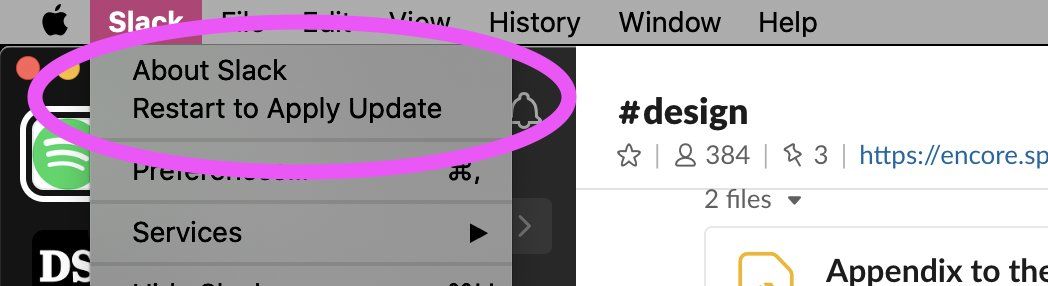 Slack File Edit View History Window Help
About Slack
Restart to Apply Update
Preferences... ⌘,
Services ▶
#design
384 | 3 | https://encore.sp
2 files
DS
Appendix to the